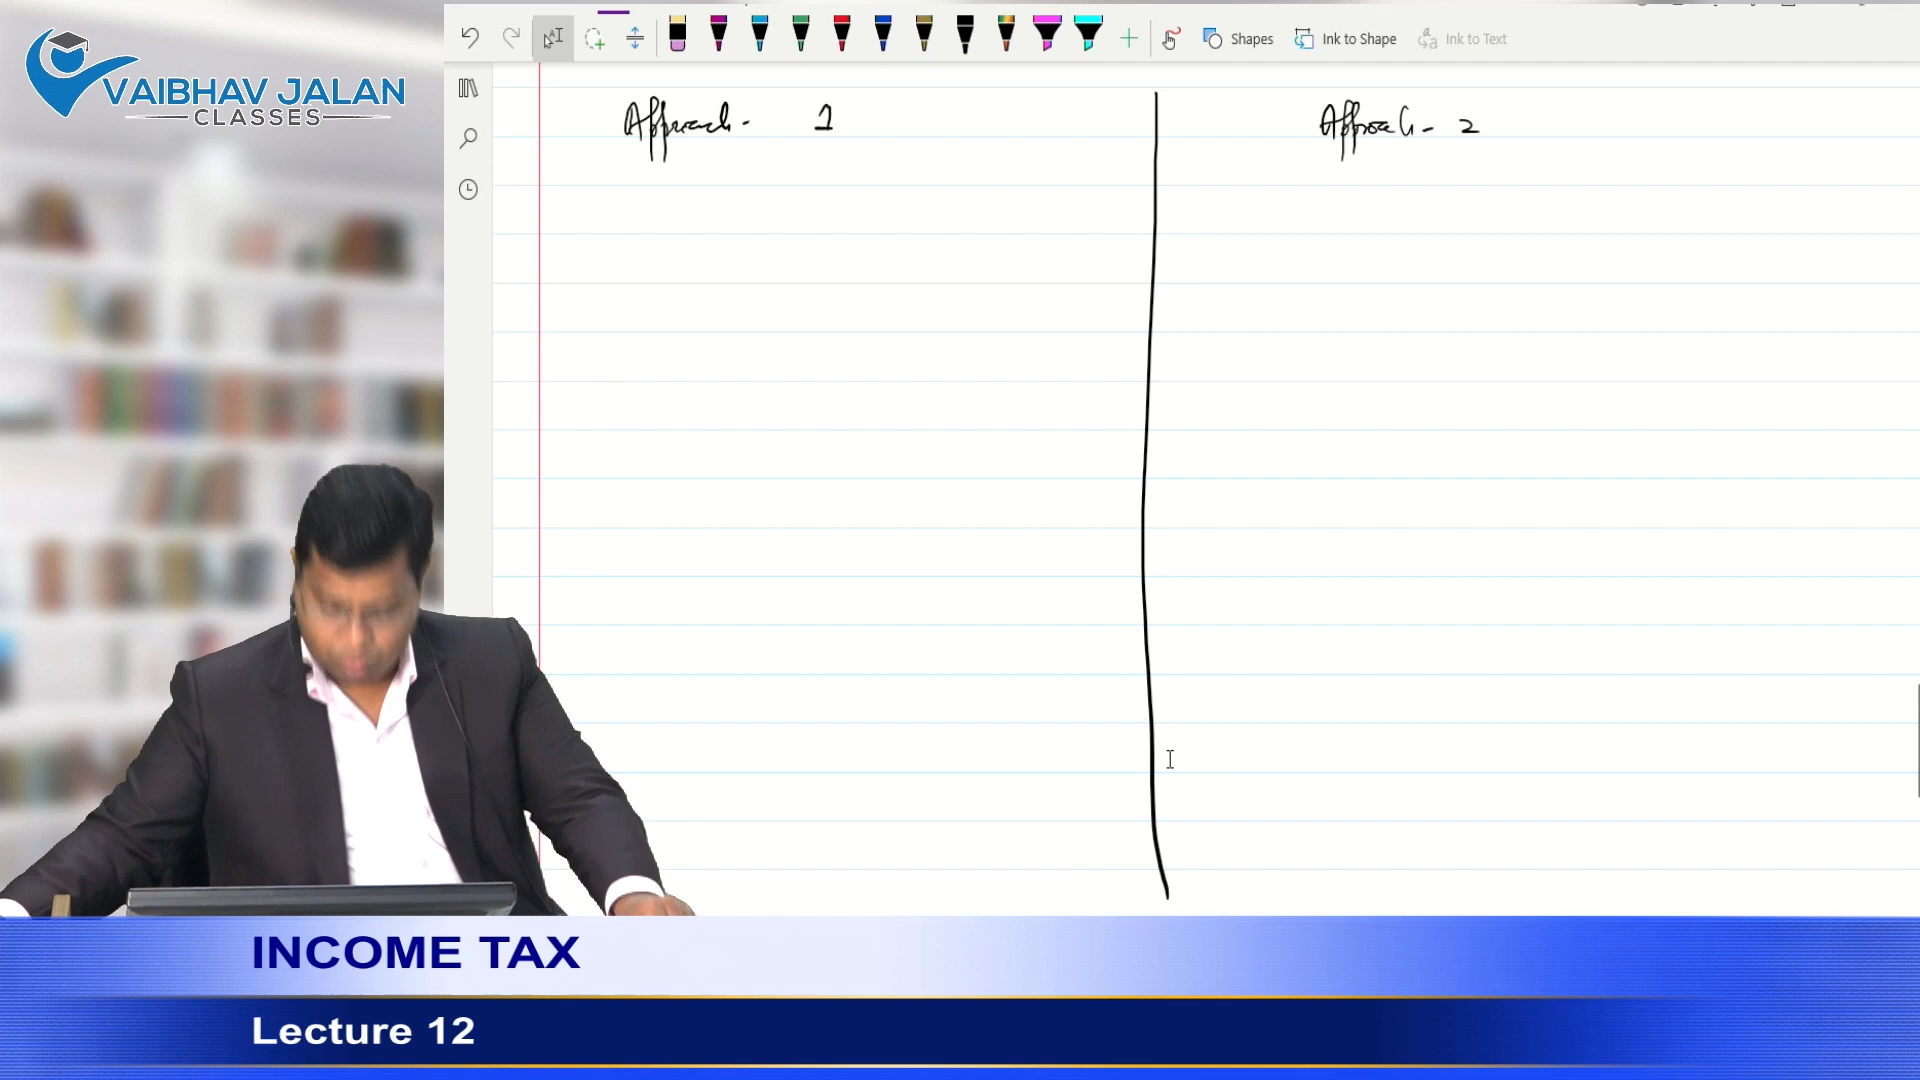 VAIBHAV JALAN
CLASSES
Shapes
Ink to Shape
Ink to Text
Approach - 1
Approach - 2
INCOME TAX
Lecture 12